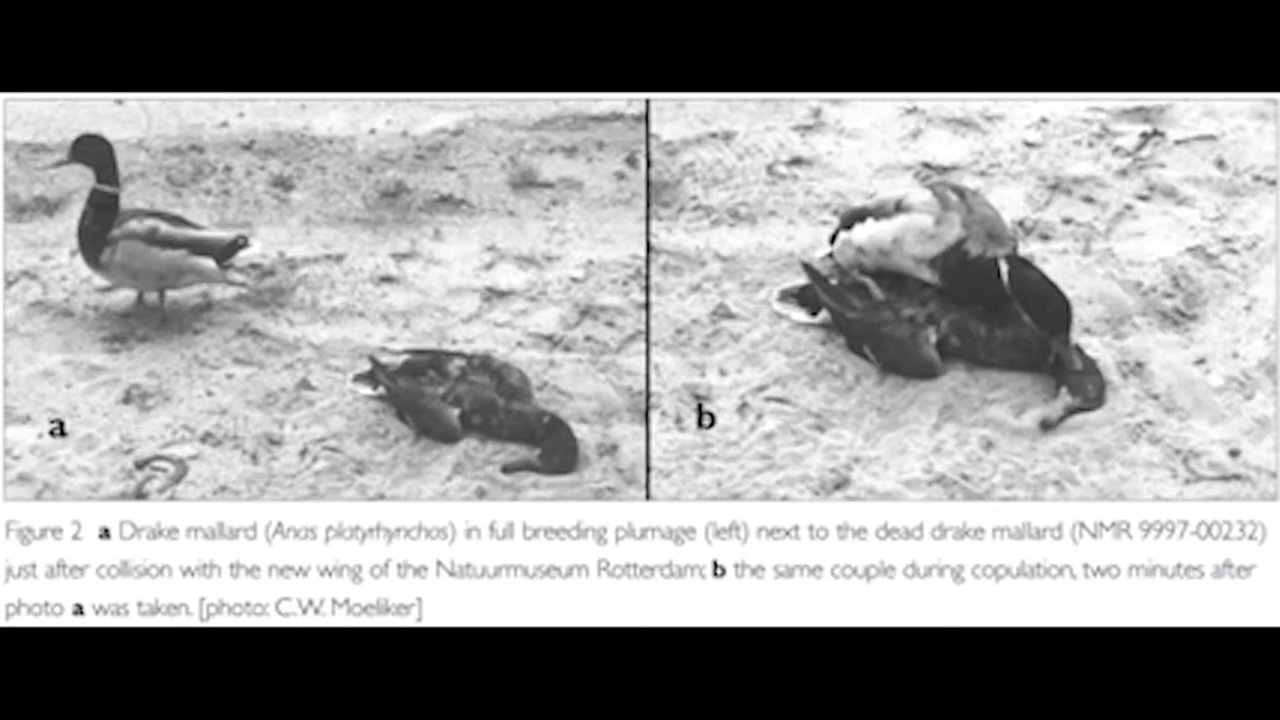 a
b
Figure 2 a Drake mallard (Anas platyrhynchos) in full breeding plumage (left) next to the dead drake mallard (NMR 9997-00232)
just after collision with the new wing of the Natuurmuseum Rotterdam; b the same couple during copulation, two minutes after
photo a was taken. [photo: C.W. Moeliker]